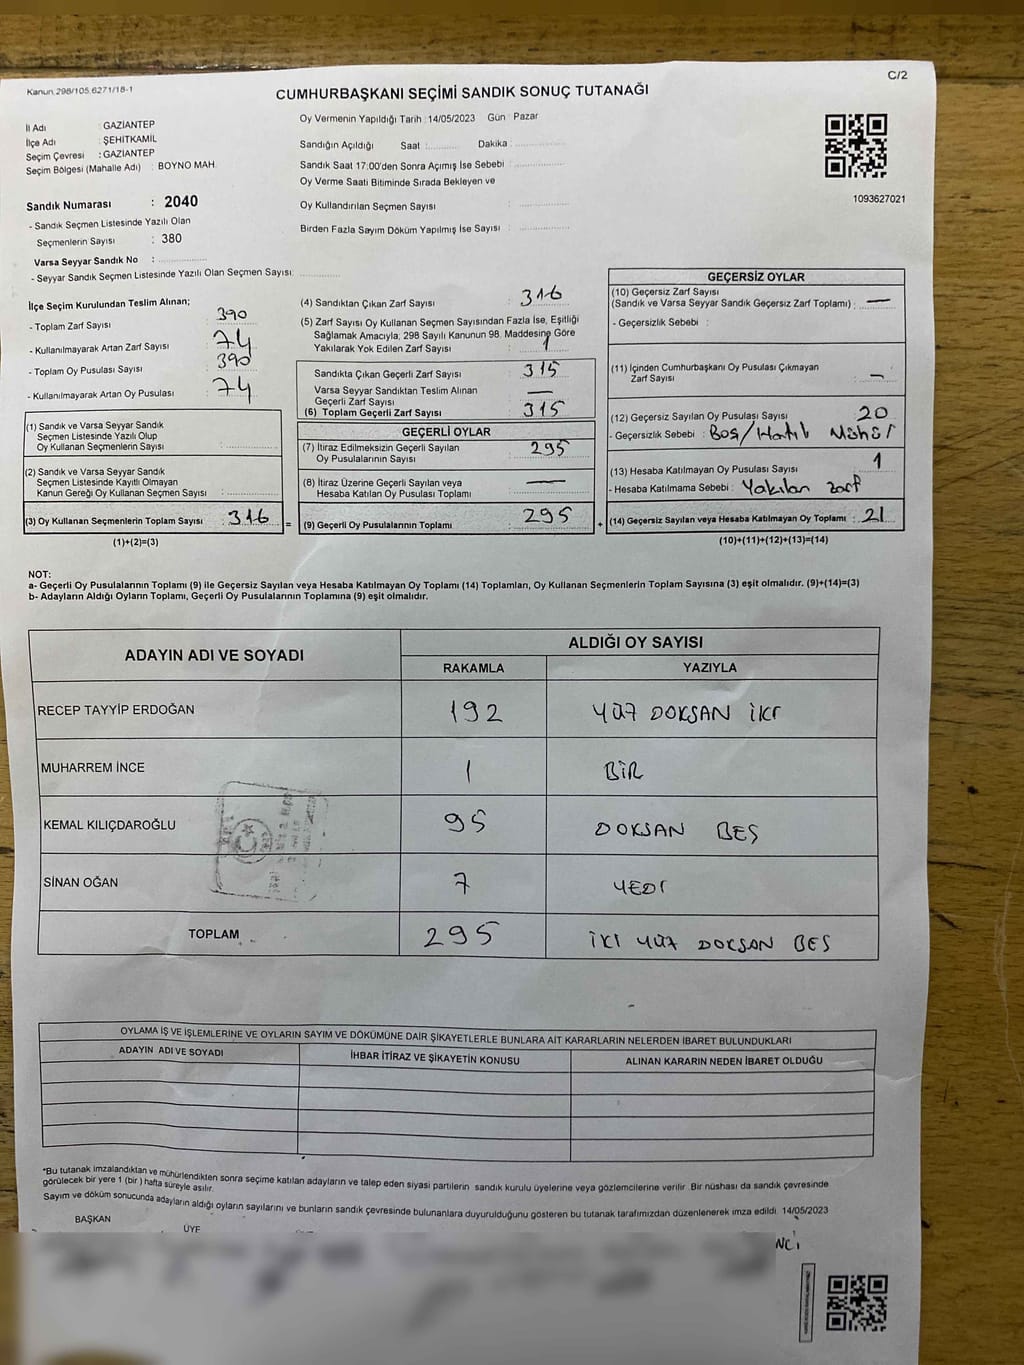 Kanun 298/105 6271/18-1
C/2
CUMHURBAŞKANI SEÇİMİ SANDIK SONUÇ TUTANAĞI
İl Adı : GAZİANTEP
İlçe Adı : ŞEHİTKAMİL
Seçim Çevresi : GAZİANTEP
Seçim Bölgesi (Mahalle Adı) : BOYNO MAH.
Oy Vermenin Yapıldığı Tarih : 14/05/2023 Gün : Pazar
Sandığın Açıldığı Saat : Dakika :
Sandık Saat 17:00'den Sonra Açımış İse Sebebi :
Oy Verme Saati Bitiminde Sırada Bekleyen ve
Oy Kullandırılan Seçmen Sayısı :
Birden Fazla Sayım Döküm Yapılmış İse Sayısı :
1093627021
Sandık Numarası : 2040
- Sandık Seçmen Listesinde Yazılı Olan
Seçmenlerin Sayısı : 380
Varsa Seyyar Sandık No :
- Seyyar Sandık Seçmen Listesinde Yazılı Olan Seçmen Sayısı:
İlçe Seçim Kurulundan Teslim Alınan;
- Toplam Zarf Sayısı : 390
- Kullanılmayarak Artan Zarf Sayısı : 74
- Toplam Oy Pusulası Sayısı : 390
- Kullanılmayarak Artan Oy Pusulası : 74
(1) Sandık ve Varsa Seyyar Sandık
Seçmen Listesinde Yazılı Olup
Oy Kullanan Seçmenlerin Sayısı :
(2) Sandık ve Varsa Seyyar Sandık
Seçmen Listesinde Kayıtlı Olmayan
Kanun Gereği Oy Kullanan Seçmen Sayısı :
(3) Oy Kullanan Seçmenlerin Toplam Sayısı : 316 =
(1)+(2)=(3)
(4) Sandıktan Çıkan Zarf Sayısı : 316
(5) Zarf Sayısı Oy Kullanan Seçmen Sayısından Fazla İse, Eşitliği
Sağlamak Amacıyla, 298 Sayılı Kanunun 98. Maddesine Göre
Yakılarak Yok Edilen Zarf Sayısı : 1
Sandıkta Çıkan Geçerli Zarf Sayısı : 315
Varsa Seyyar Sandıktan Teslim Alınan
Geçerli Zarf Sayısı : —
(6) Toplam Geçerli Zarf Sayısı : 315
GEÇERLİ OYLAR
(7) İtiraz Edilmeksizin Geçerli Sayılan
Oy Pusulalarının Sayısı : 295
(8) İtiraz Üzerine Geçerli Sayılan veya
Hesaba Katılan Oy Pusulası Toplamı : —
(9) Geçerli Oy Pusulalarının Toplamı : 295 +
GEÇERSİZ OYLAR
(10) Geçersiz Zarf Sayısı
(Sandık ve Varsa Seyyar Sandık Geçersiz Zarf Toplamı) : —
- Geçersizlik Sebebi :
(11) İçinden Cumhurbaşkanı Oy Pusulası Çıkmayan
Zarf Sayısı : —
(12) Geçersiz Sayılan Oy Pusulası Sayısı : 20
- Geçersizlik Sebebi : Boş/Hatalı Mühür
(13) Hesaba Katılmayan Oy Pusulası Sayısı : 1
- Hesaba Katılmama Sebebi : Yakılan zarf
(14) Geçersiz Sayılan veya Hesaba Katılmayan Oy Toplamı : 21
(10)+(11)+(12)+(13)=(14)
NOT:
a- Geçerli Oy Pusulalarının Toplamı (9) ile Geçersiz Sayılan veya Hesaba Katılmayan Oy Toplamı (14) Toplamları, Oy Kullanan Seçmenlerin Toplam Sayısına (3) eşit olmalıdır. (9)+(14)=(3)
b- Adayların Aldığı Oyların Toplamı, Geçerli Oy Pusulalarının Toplamına (9) eşit olmalıdır.
ADAYIN ADI VE SOYADI
ALDIĞI OY SAYISI
RAKAMLA YAZIYLA
RECEP TAYYİP ERDOĞAN 192 YÜZ DOKSAN İKİ
MUHARREM İNCE 1 BİR
KEMAL KILIÇDAROĞLU 95 DOKSAN BEŞ
SİNAN OĞAN 7 YEDİ
TOPLAM 295 İKİ YÜZ DOKSAN BEŞ
OYLAMA İŞ VE İŞLEMLERİNE VE OYLARIN SAYIM VE DÖKÜMÜNE DAİR ŞİKAYETLERLE BUNLARA AİT KARARLARIN NELERDEN İBARET BULUNDUKLARI
ADAYIN ADI VE SOYADI İHBAR İTİRAZ VE ŞİKAYETİN KONUSU ALINAN KARARIN NEDEN İBARET OLDUĞU
*Bu tutanak imzalandıktan ve mühürlendikten sonra seçime katılan adayların ve talep eden siyasi partilerin sandık kurulu üyelerine veya gözlemcilerine verilir. Bir nüshası da sandık çevresinde
görülecek bir yere 1 (bir) hafta süreyle asılır.
Sayım ve döküm sonucunda adayların aldığı oyların sayılarını ve bunların sandık çevresinde bulunanlara duyurulduğunu gösteren bu tutanak tarafımızdan düzenlenerek imza edildi. 14/05/2023
BAŞKAN
ÜYE